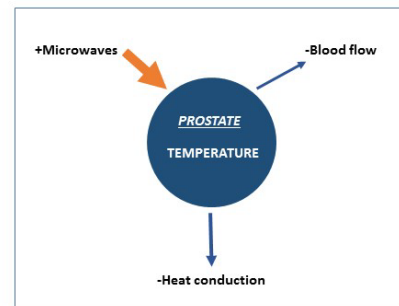 +Microwaves
-Blood flow
PROSTATE
TEMPERATURE
-Heat conduction